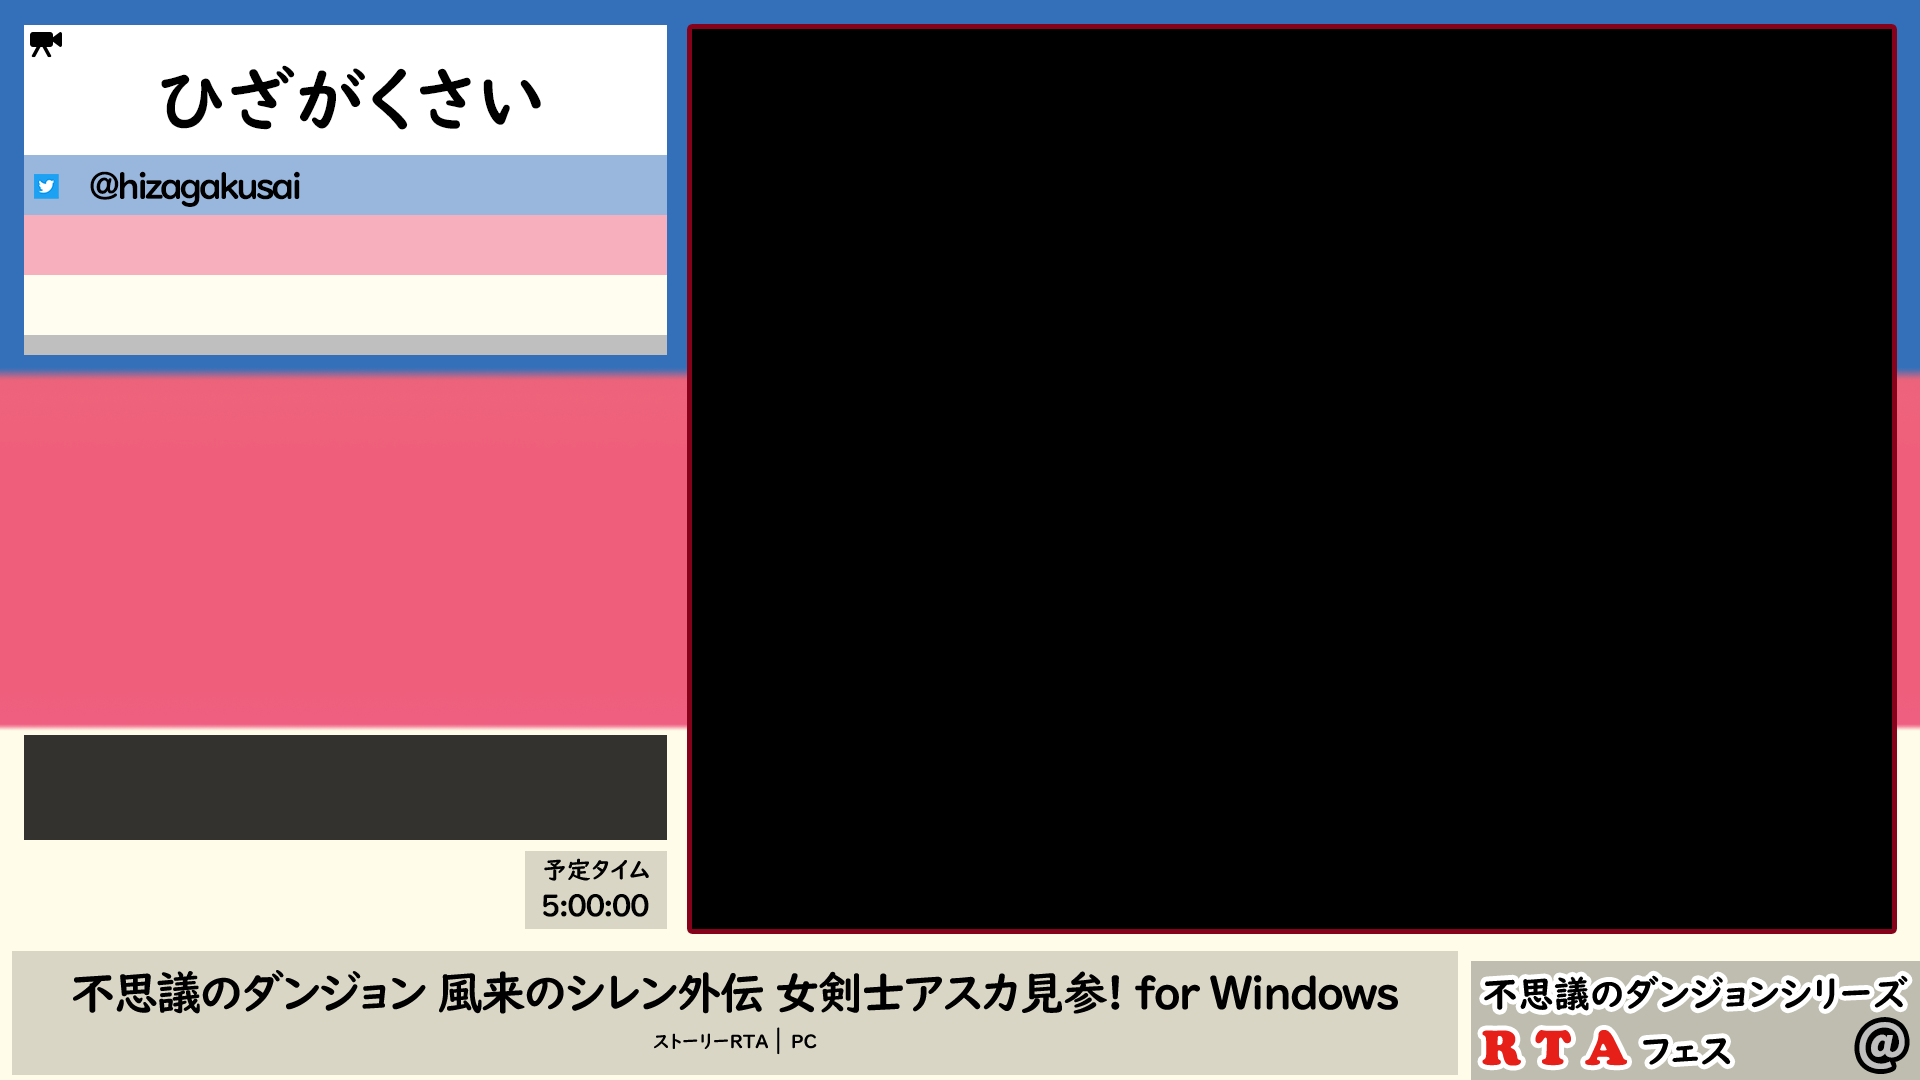 ひざがくさい
@hizagakusai
予定タイム
5:00:00
不思議のダンジョン 風来のシレン外伝 女剣士アスカ見参! for Windows
ストーリーRTA | PC
不思議のダンジョンシリーズ
RTAフェス@